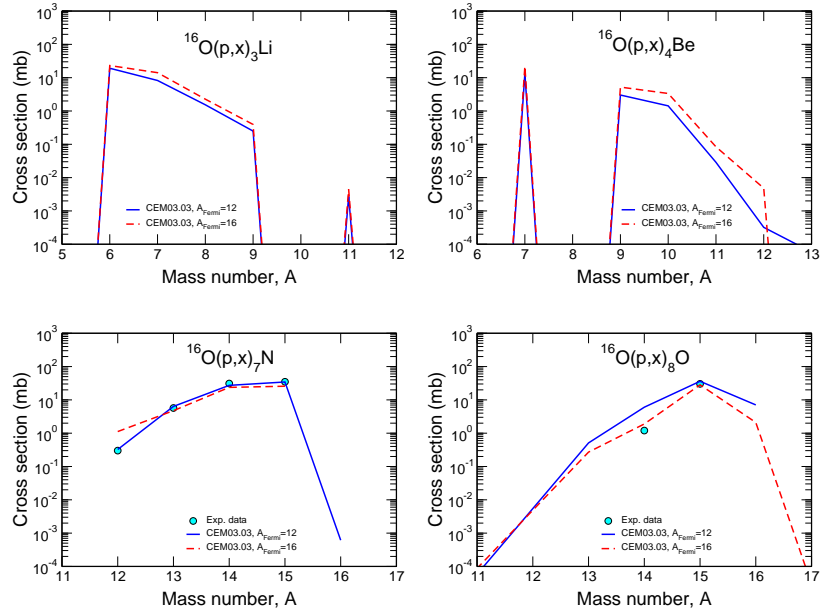 10³
10²
10¹
10⁰
10⁻¹
10⁻²
10⁻³
10⁻⁴
Cross section (mb)
¹⁶O(p,x)₃Li
CEM03.03, A_Fermi=12
CEM03.03, A_Fermi=16
5 6 7 8 9 10 11 12
Mass number, A
10³
10²
10¹
10⁰
10⁻¹
10⁻²
10⁻³
10⁻⁴
Cross section (mb)
¹⁶O(p,x)₄Be
CEM03.03, A_Fermi=12
CEM03.03, A_Fermi=16
5 6 7 8 9 10 11 12 13
Mass number, A
10³
10²
10¹
10⁰
10⁻¹
10⁻²
10⁻³
10⁻⁴
Cross section (mb)
¹⁶O(p,x)₇N
Exp. data
CEM03.03, A_Fermi=12
CEM03.03, A_Fermi=16
11 12 13 14 15 16 17
Mass number, A
10³
10²
10¹
10⁰
10⁻¹
10⁻²
10⁻³
10⁻⁴
Cross section (mb)
¹⁶O(p,x)₈O
Exp. data
CEM03.03, A_Fermi=12
CEM03.03, A_Fermi=16
11 12 13 14 15 16 17
Mass number, A